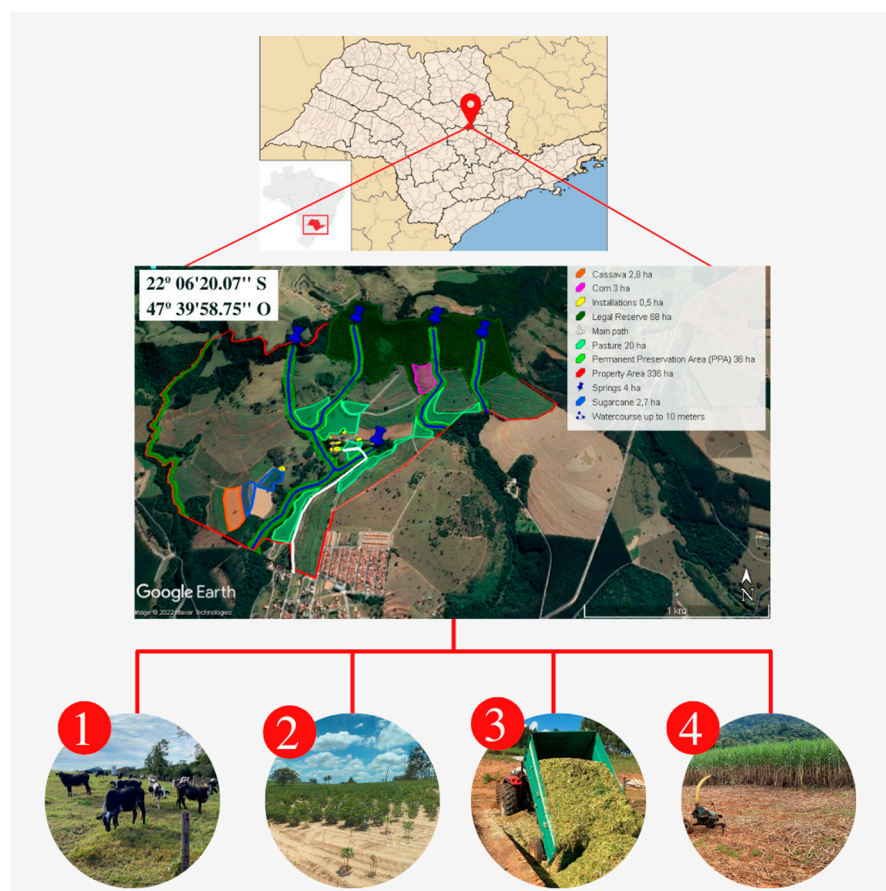 22º 06'20.07'' S
47º 39'58.75'' O
Cassava 2,8 ha
Corn 3 ha
Installations 0,5 ha
Legal Reserve 68 ha
Main path
Pasture 20 ha
Permanent Preservation Area (PPA) 36 ha
Property Area 336 ha
Springs 4 ha
Sugarcane 2,7 ha
Watercourse up to 10 meters
Google Earth
Image © 2022 Maxar Technologies
N
1 km
1
2
3
4